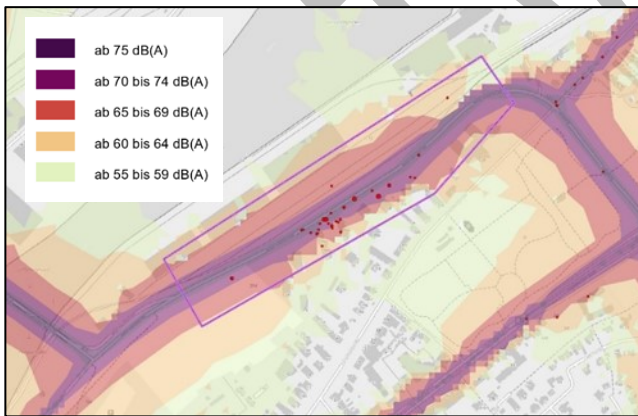 ab 75 dB(A)
ab 70 bis 74 dB(A)
ab 65 bis 69 dB(A)
ab 60 bis 64 dB(A)
ab 55 bis 59 dB(A)